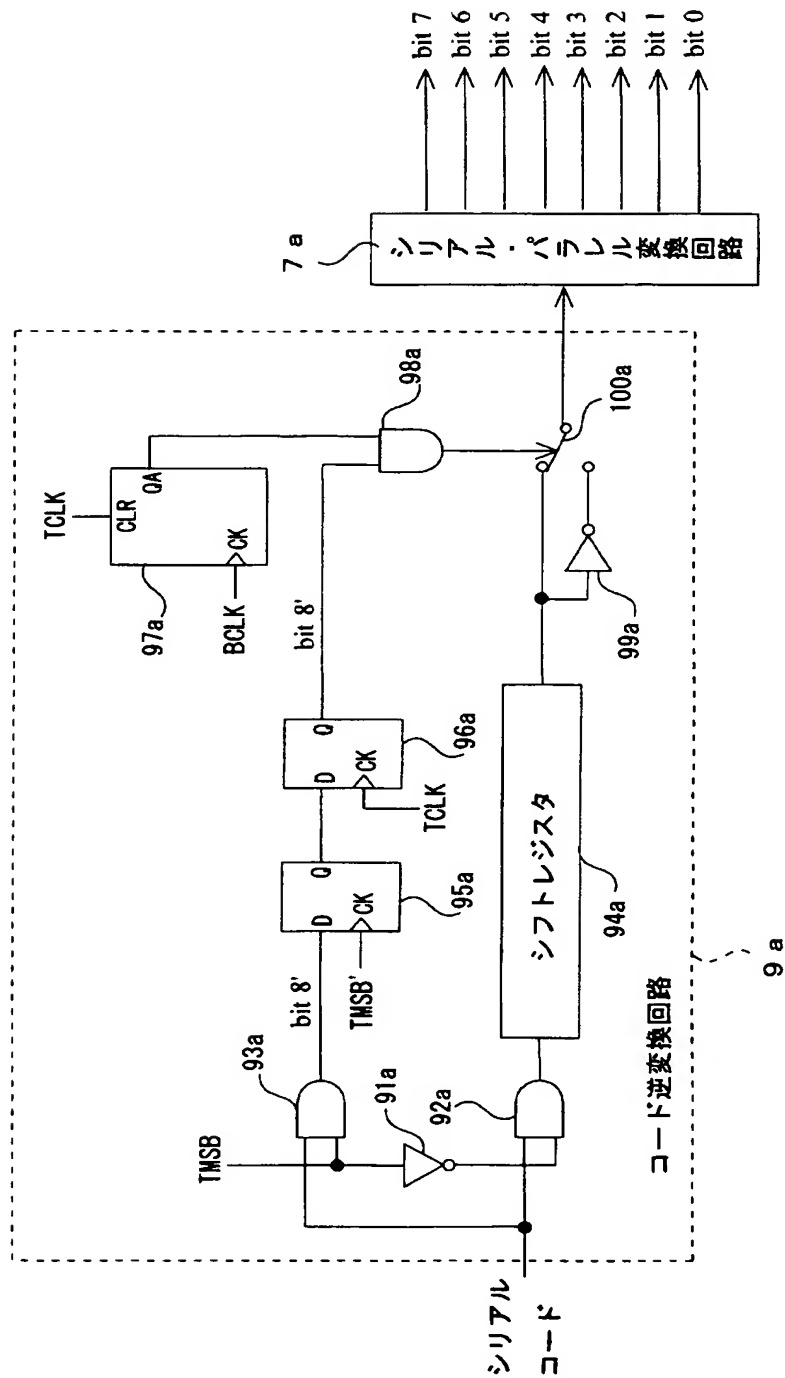 シリアル
コード
TMSB
93a
bit 8'
91a
92a
TMSB'
D
Q
CK
95a
D
Q
CK
96a
TCLK
bit 8'
TCLK
CLR
QA
CK
97a
BCLK
98a
シフトレジスタ
94a
99a
100a
コード逆変換回路
9a
7a
シリアル・パラレル変換回路
bit 7
bit 6
bit 5
bit 4
bit 3
bit 2
bit 1
bit 0